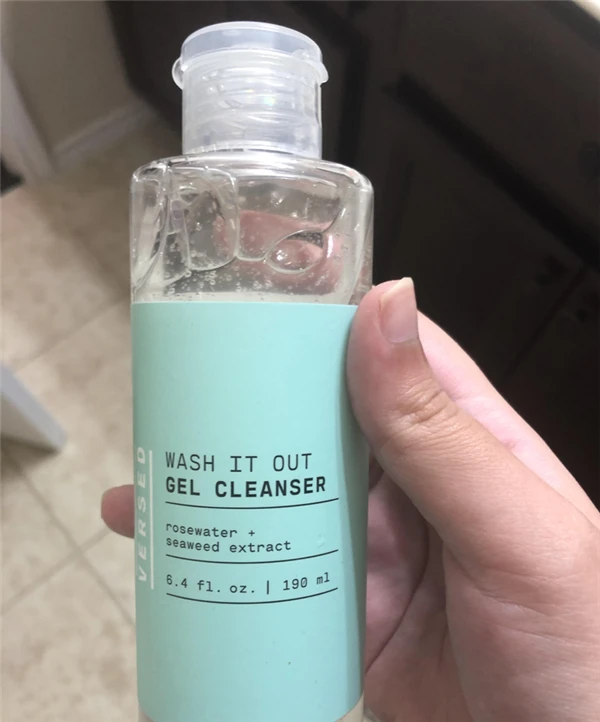 VERSED
WASH IT OUT
GEL CLEANSER
rosewater +
seaweed extract
6.4 fl. oz. | 190 ml